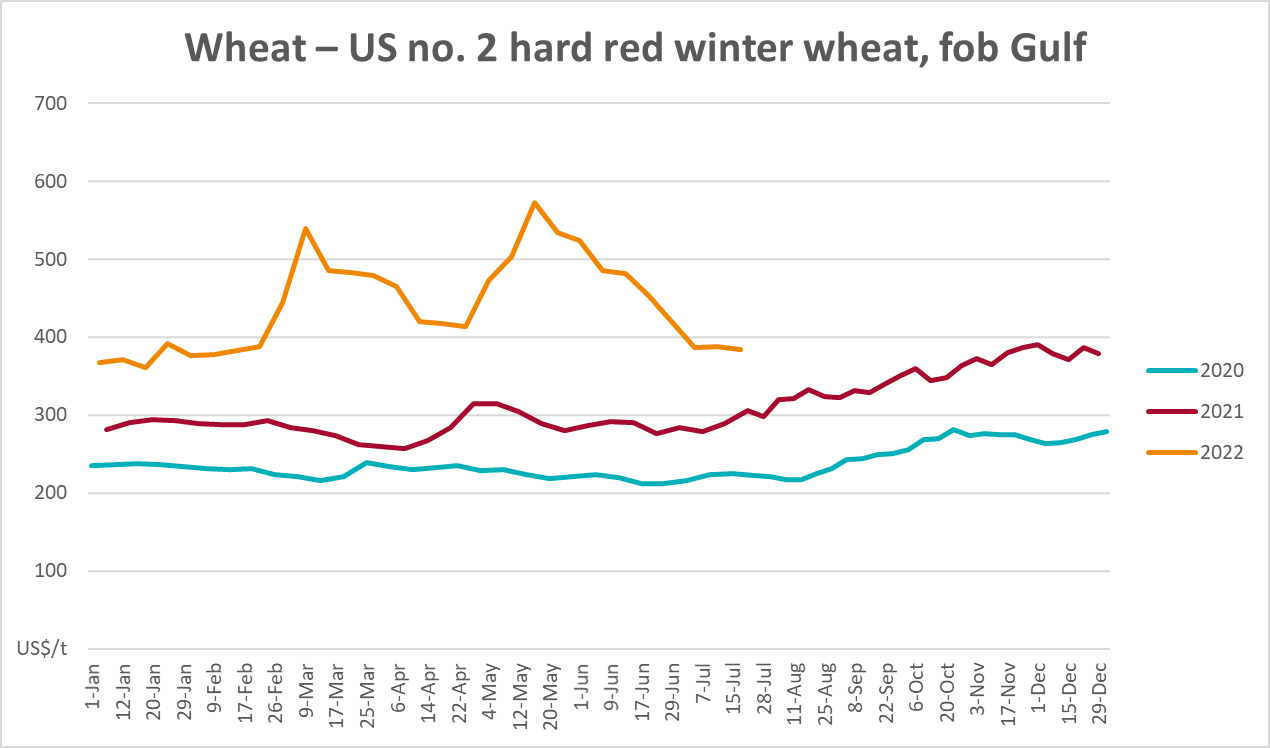 Wheat – US no. 2 hard red winter wheat, fob Gulf
700
600
500
400
300
200
100
US$/t
1-Jan
12-Jan
20-Jan
29-Jan
9-Feb
17-Feb
26-Feb
9-Mar
17-Mar
25-Mar
6-Apr
14-Apr
22-Apr
4-May
12-May
20-May
1-Jun
9-Jun
17-Jun
29-Jun
7-Jul
15-Jul
28-Jul
11-Aug
25-Aug
8-Sep
22-Sep
6-Oct
20-Oct
3-Nov
17-Nov
1-Dec
15-Dec
29-Dec
2020
2021
2022